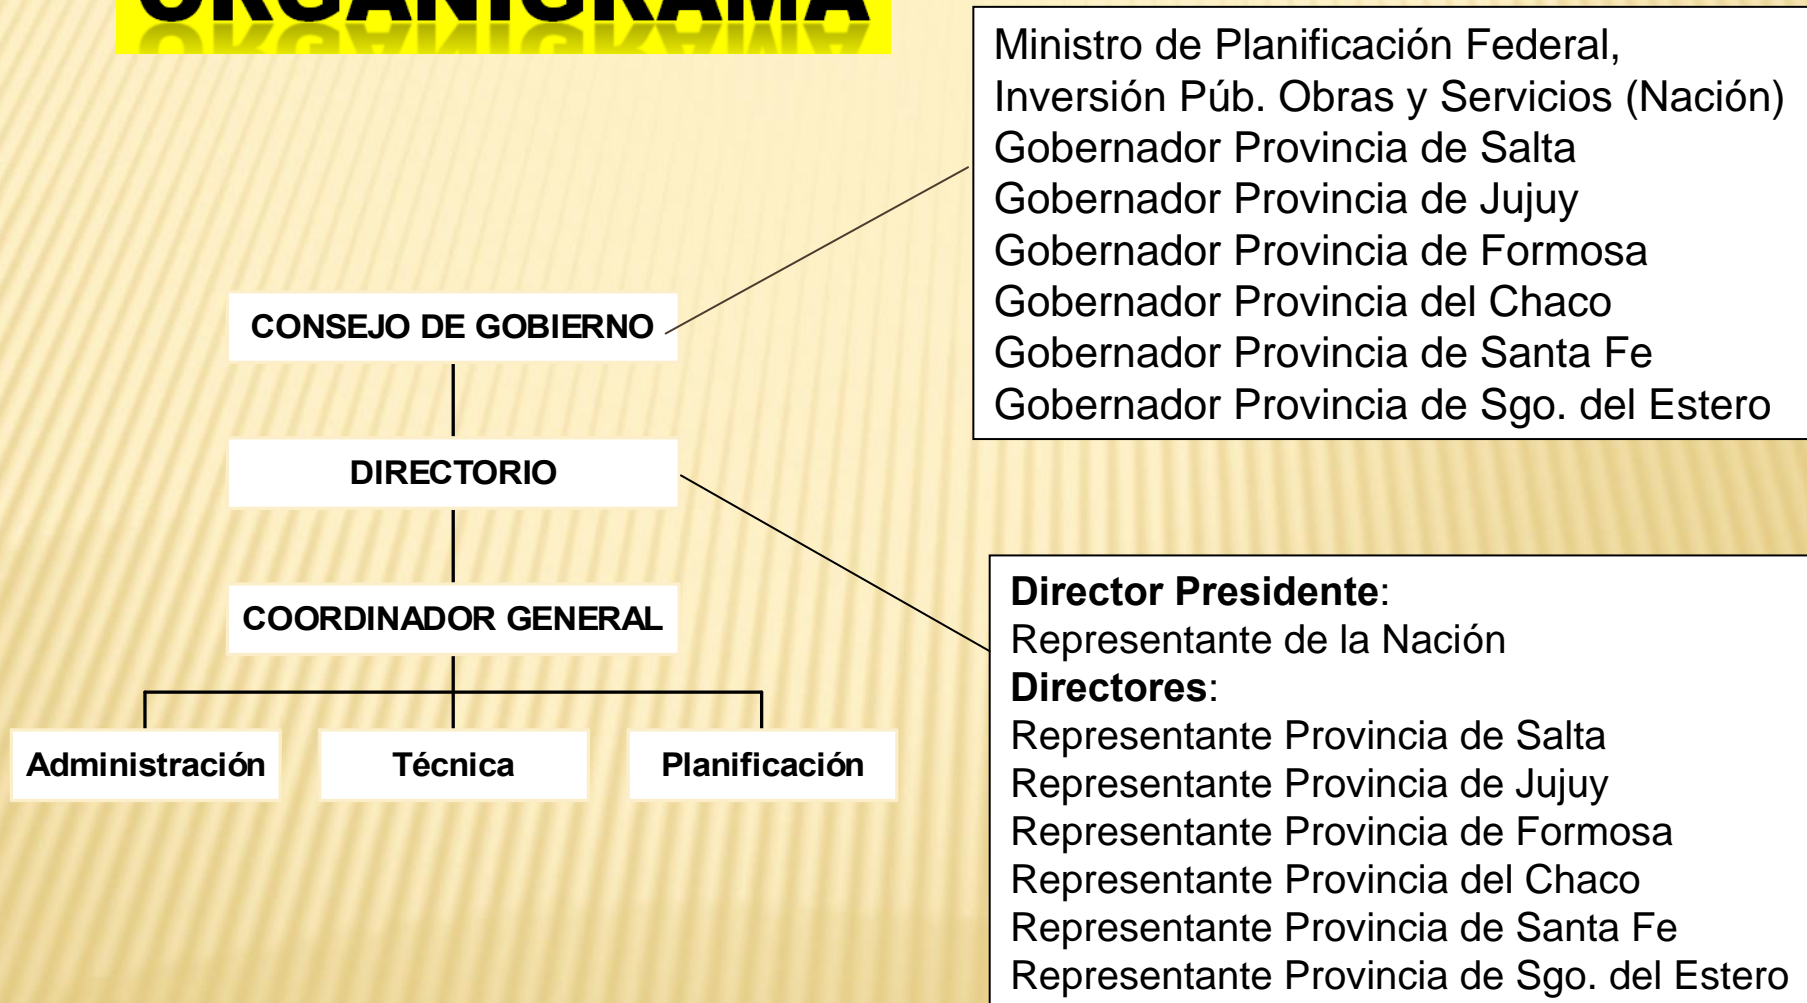 ORGANIGRAMA
Ministro de Planificación Federal,
Inversión Púb. Obras y Servicios (Nación)
Gobernador Provincia de Salta
Gobernador Provincia de Jujuy
Gobernador Provincia de Formosa
Gobernador Provincia del Chaco
Gobernador Provincia de Santa Fe
Gobernador Provincia de Sgo. del Estero
CONSEJO DE GOBIERNO
DIRECTORIO
COORDINADOR GENERAL
Administración
Técnica
Planificación
Director Presidente:
Representante de la Nación
Directores:
Representante Provincia de Salta
Representante Provincia de Jujuy
Representante Provincia de Formosa
Representante Provincia del Chaco
Representante Provincia de Santa Fe
Representante Provincia de Sgo. del Estero